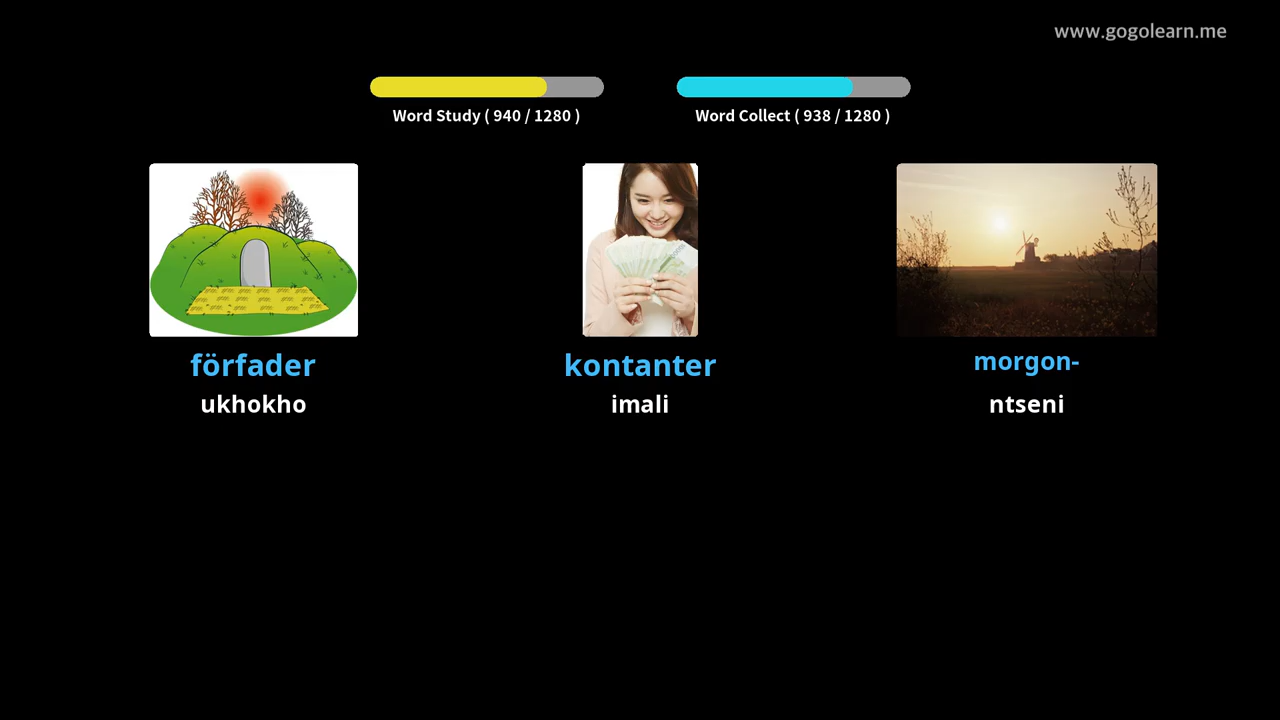 www.gogolearn.me
Word Study ( 940 / 1280 )
Word Collect ( 938 / 1280 )
förfader
kontanter
morgon-
ukhokho
imali
ntseni